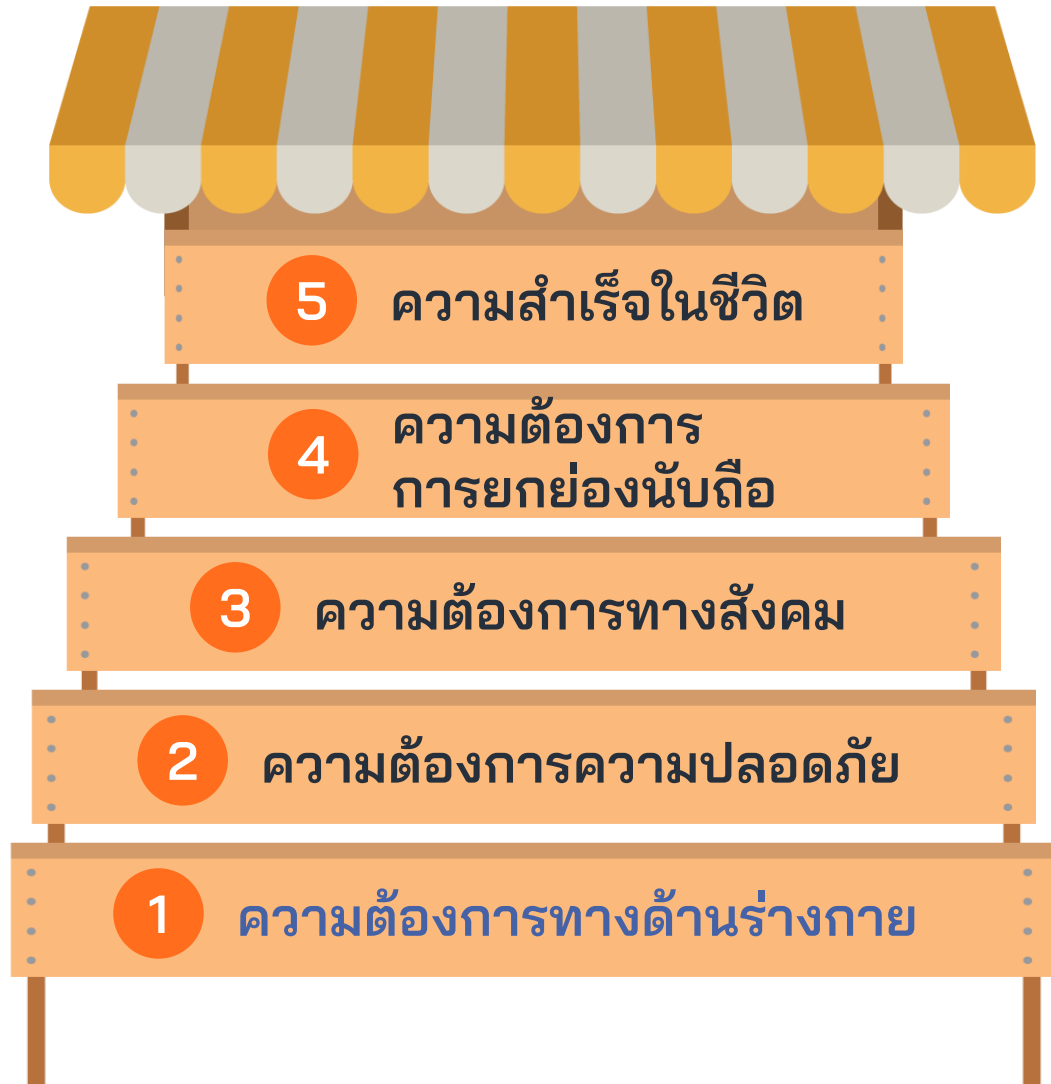 5 ความสำเร็จในชีวิต
4 ความต้องการ
การยกย่องนับถือ
3 ความต้องการทางสังคม
2 ความต้องการความปลอดภัย
1 ความต้องการทางด้านร่างกาย